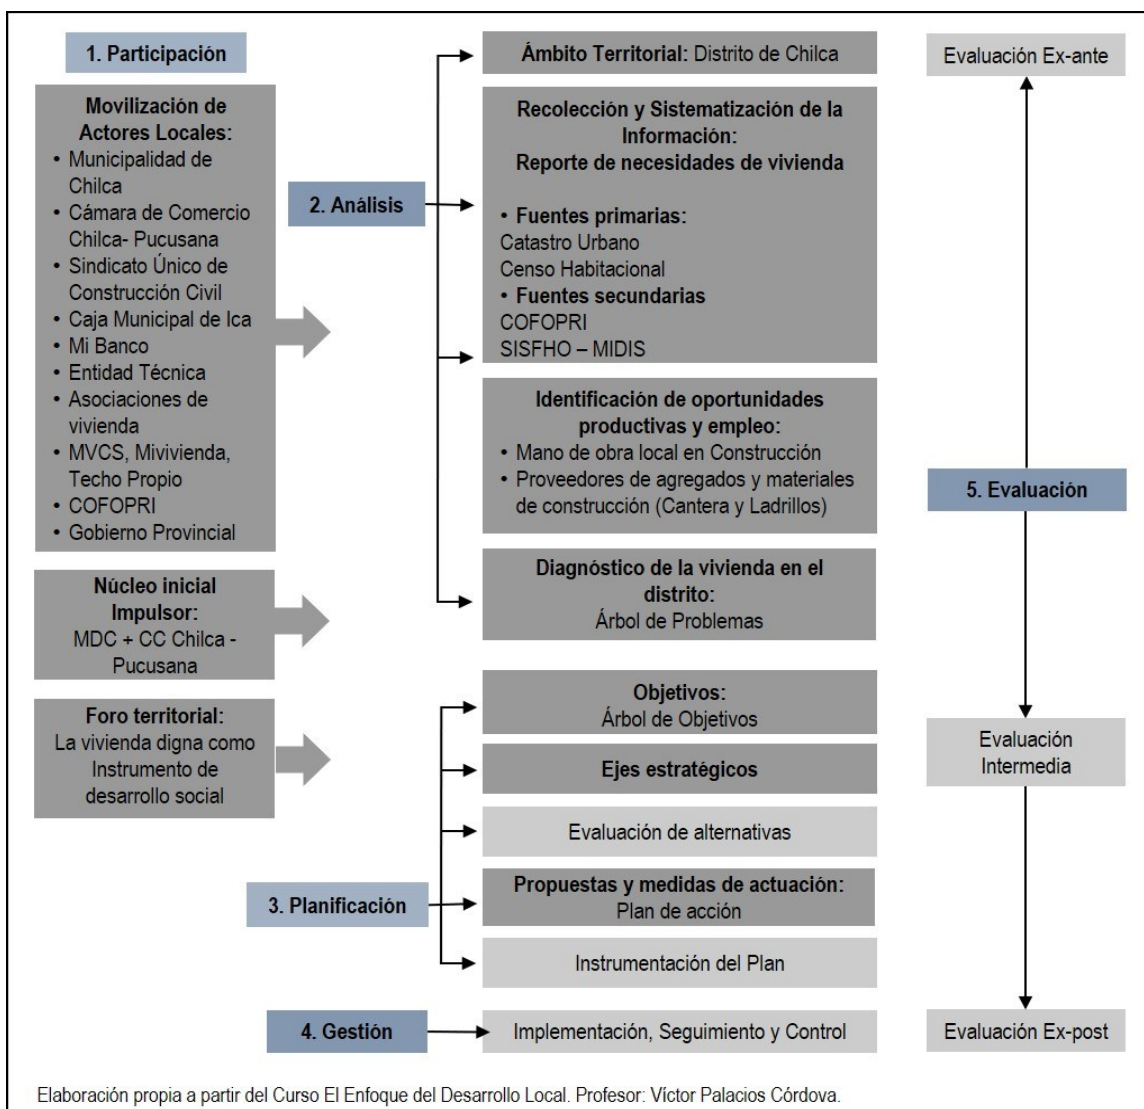 1. Participación
Movilización de
Actores Locales:
• Municipalidad de
Chilca
• Cámara de Comercio
Chilca- Pucusana
• Sindicato Único de
Construcción Civil
• Caja Municipal de Ica
• Mi Banco
• Entidad Técnica
• Asociaciones de
vivienda
• MVCS, Mivivienda,
Techo Propio
• COFOPRI
• Gobierno Provincial
Núcleo inicial
Impulsor:
MDC + CC Chilca -
Pucusana
Foro territorial:
La vivienda digna como
Instrumento de
desarrollo social
2. Análisis
Ámbito Territorial: Distrito de Chilca
Recolección y Sistematización de la
Información:
Reporte de necesidades de vivienda
• Fuentes primarias:
Catastro Urbano
Censo Habitacional
• Fuentes secundarias
COFOPRI
SISFHO – MIDIS
Identificación de oportunidades
productivas y empleo:
• Mano de obra local en Construcción
• Proveedores de agregados y materiales
de construcción (Cantera y Ladrillos)
Diagnóstico de la vivienda en el
distrito:
Árbol de Problemas
3. Planificación
Objetivos:
Árbol de Objetivos
Ejes estratégicos
Evaluación de alternativas
Propuestas y medidas de actuación:
Plan de acción
Instrumentación del Plan
4. Gestión
Implementación, Seguimiento y Control
5. Evaluación
Evaluación Ex-ante
Evaluación
Intermedia
Evaluación Ex-post
Elaboración propia a partir del Curso El Enfoque del Desarrollo Local. Profesor: Víctor Palacios Córdova.